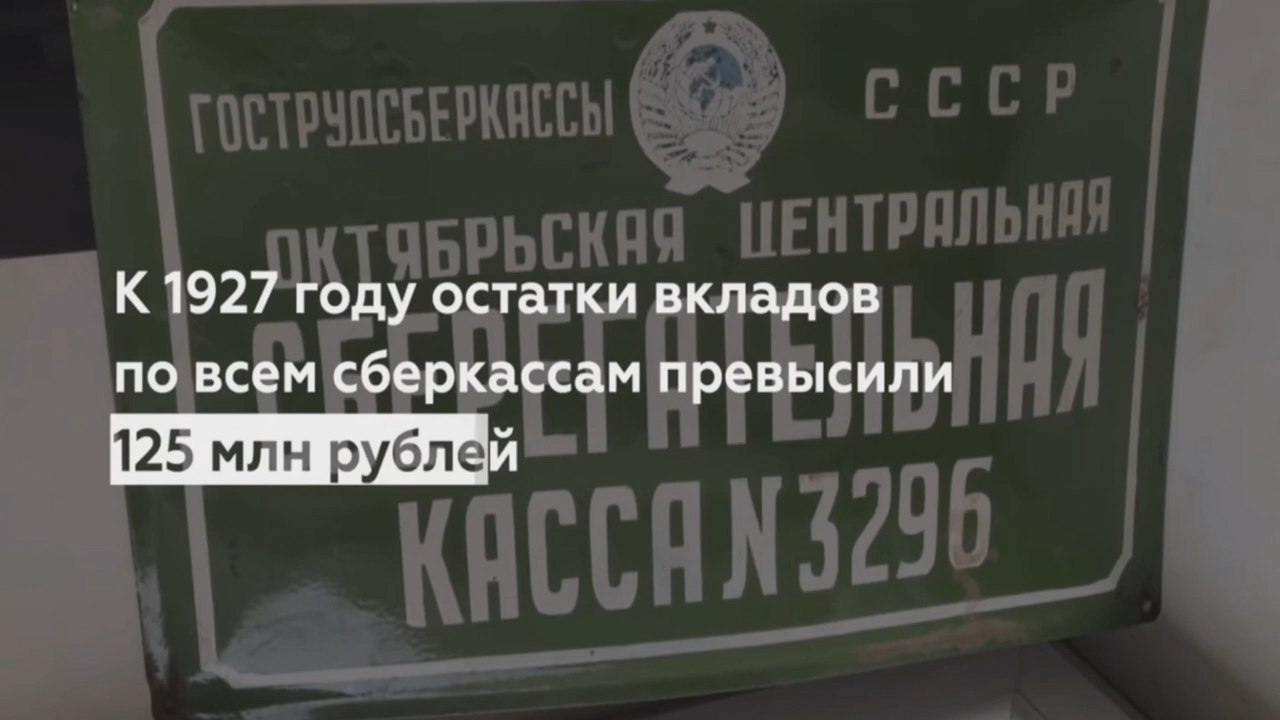 ГОСТРУДСБЕРКАССЫ СССР
ОКТЯБРЬСКАЯ ЦЕНТРАЛЬНАЯ
СБЕРЕГАТЕЛЬНАЯ
КАССА N 3296
К 1927 году остатки вкладов
по всем сберкассам превысили
125 млн рублей